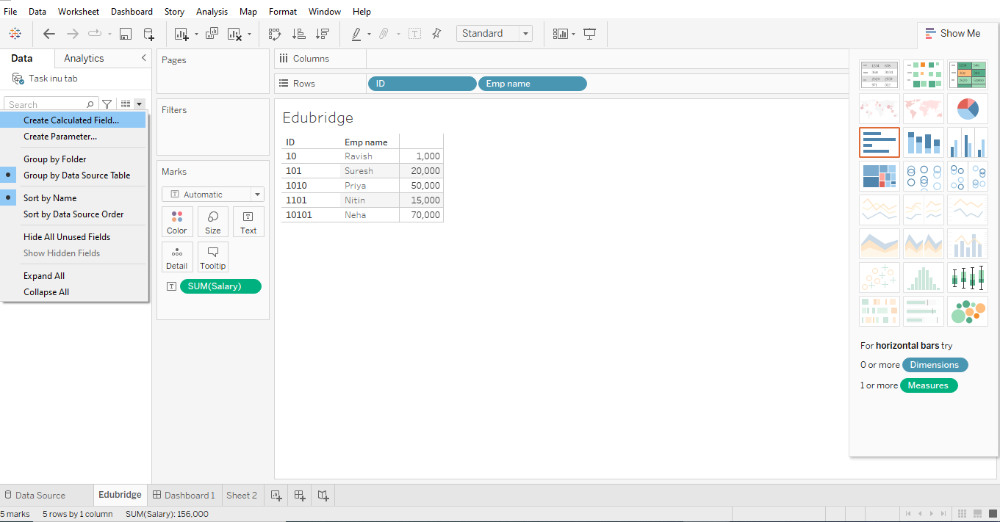 File Data Worksheet Dashboard Story Analysis Map Format Window Help
Standard
Show Me
Data Analytics
Task inu tab
Search
Create Calculated Field...
Create Parameter...
Group by Folder
Group by Data Source Table
Sort by Name
Sort by Data Source Order
Hide All Unused Fields
Show Hidden Fields
Expand All
Collapse All
Pages
Filters
Marks
Automatic
Color Size Text
Detail Tooltip
SUM(Salary)
Columns
Rows ID Emp name
Edubridge
ID Emp name
10 Ravish 1,000
101 Suresh 20,000
1010 Priya 50,000
1101 Nitin 15,000
10101 Neha 70,000
For horizontal bars try
0 or more Dimensions
1 or more Measures
Data Source Edubridge Dashboard 1 Sheet 2
5 marks 5 rows by 1 column SUM(Salary): 156,000